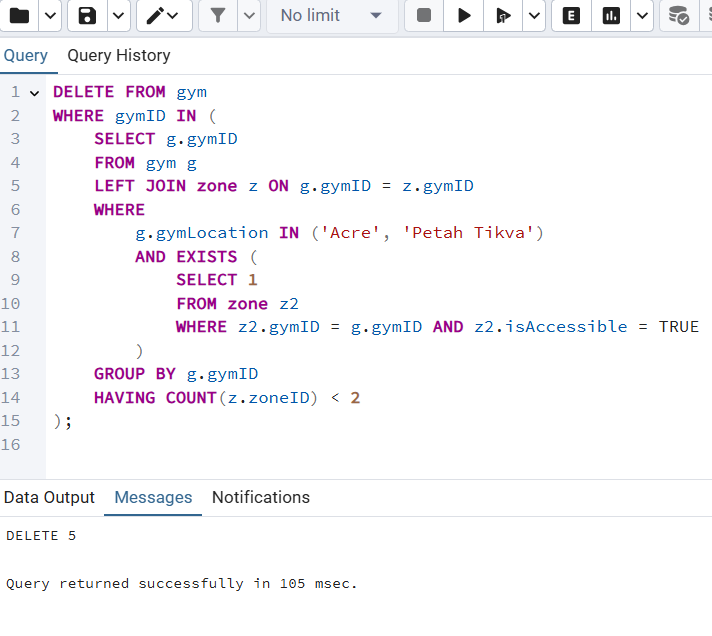 No limit
E
Query Query History
1 DELETE FROM gym
2 WHERE gymID IN (
3 SELECT g.gymID
4 FROM gym g
5 LEFT JOIN zone z ON g.gymID = z.gymID
6 WHERE
7 g.gymLocation IN ('Acre', 'Petah Tikva')
8 AND EXISTS (
9 SELECT 1
10 FROM zone z2
11 WHERE z2.gymID = g.gymID AND z2.isAccessible = TRUE
12 )
13 GROUP BY g.gymID
14 HAVING COUNT(z.zoneID) < 2
15 );
16
Data Output Messages Notifications
DELETE 5
Query returned successfully in 105 msec.